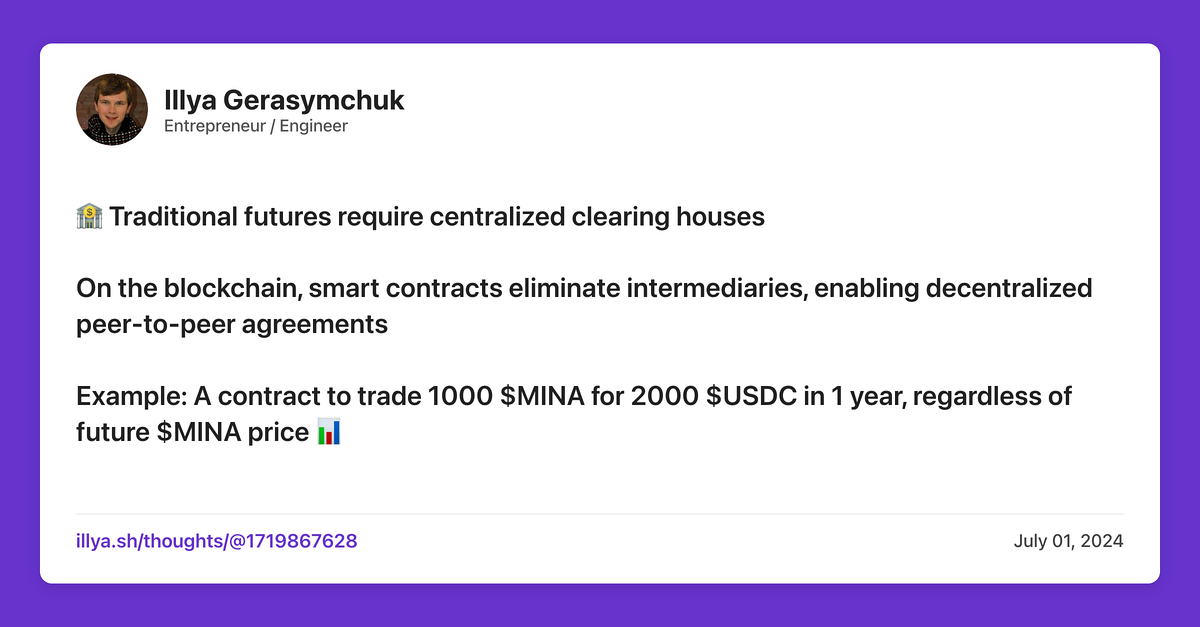 Illya Gerasymchuk
Entrepreneur / Engineer
🏦 Traditional futures require centralized clearing houses
On the blockchain, smart contracts eliminate intermediaries, enabling decentralized
peer-to-peer agreements
Example: A contract to trade 1000 $MINA for 2000 $USDC in 1 year, regardless of
future $MINA price 📊
illya.sh/thoughts/@1719867628
July 01, 2024